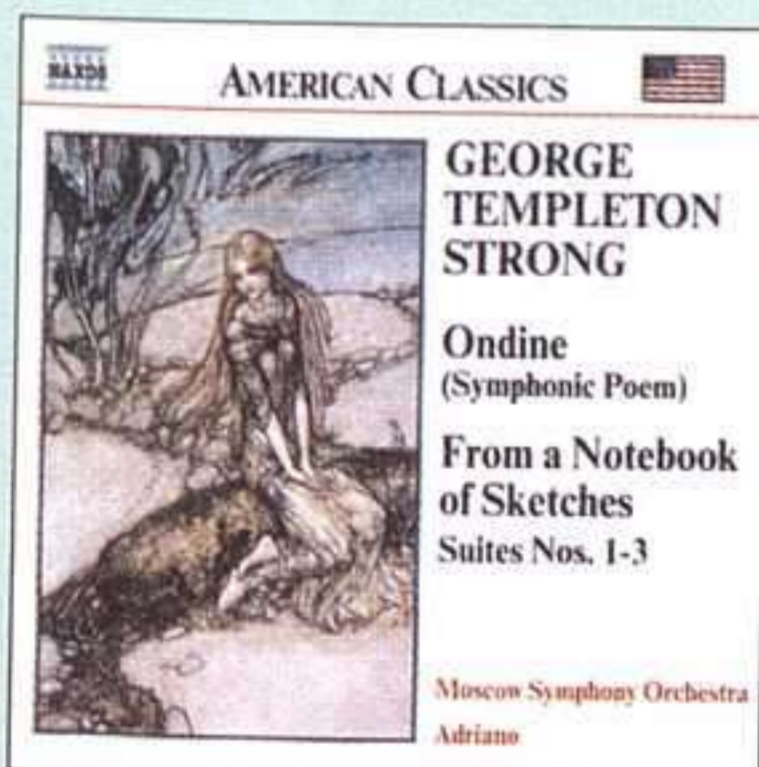 NAXOS
AMERICAN CLASSICS
GEORGE
TEMPLETON
STRONG
Ondine
(Symphonic Poem)
From a Notebook
of Sketches
Suites Nos. 1-3
Moscow Symphony Orchestra
Adriano